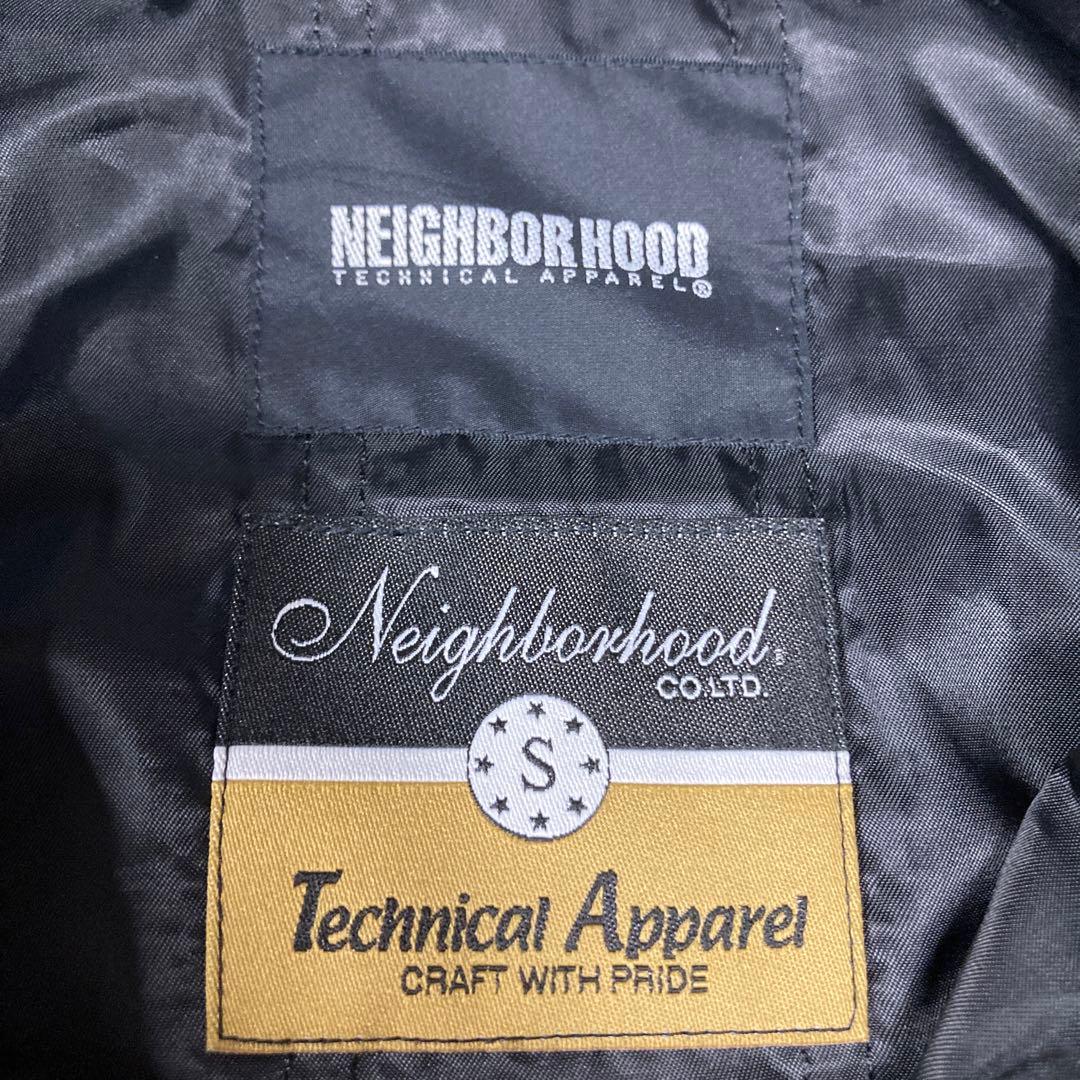 NEIGHBORHOOD
TECHNICAL APPAREL®
Neighborhood
CO.LTD.
S
Technical Apparel
CRAFT WITH PRIDE